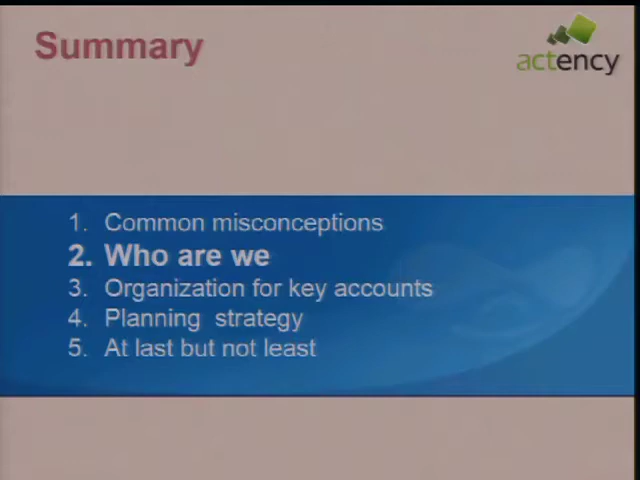 Summary
actency
1. Common misconceptions
2. Who are we
3. Organization for key accounts
4. Planning strategy
5. At last but not least